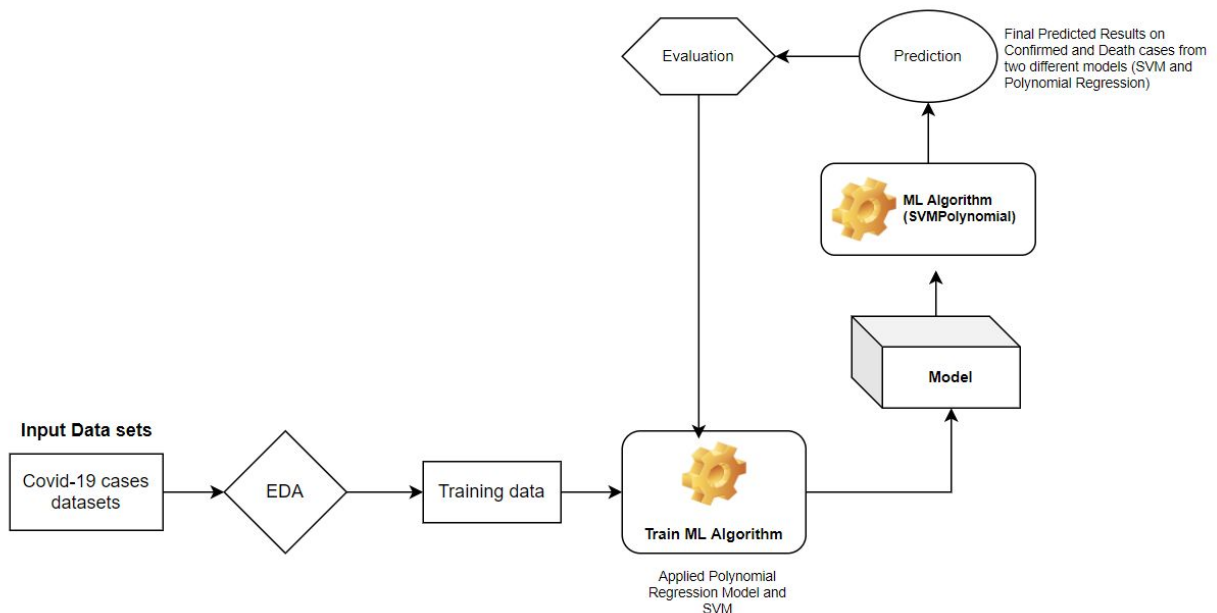 Input Data sets
Covid-19 cases
datasets
EDA
Training data
Train ML Algorithm
Applied Polynomial
Regression Model and
SVM
Model
ML Algorithm
(SVMPolynomial)
Prediction
Final Predicted Results on
Confirmed and Death cases from
two different models (SVM and
Polynomial Regression)
Evaluation